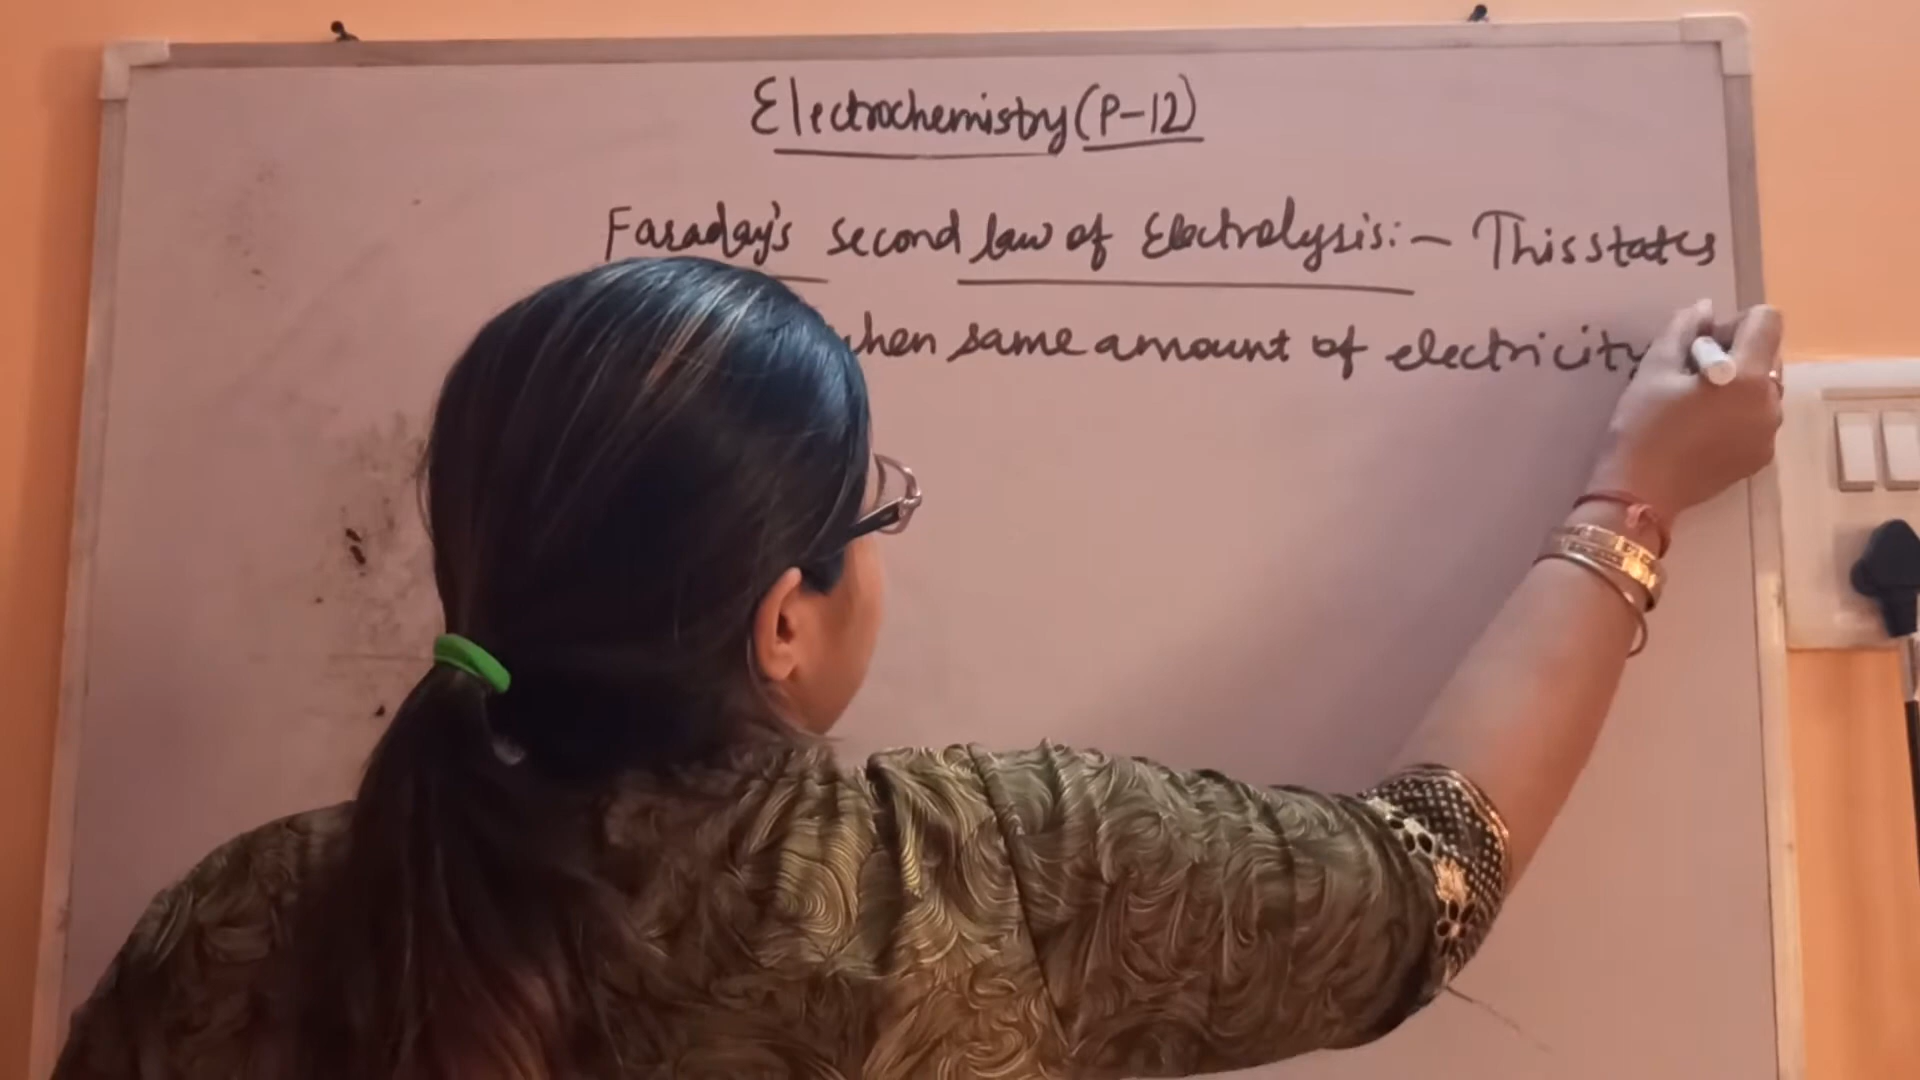 Electrochemistry (P-12)
Faraday's second law of Electrolysis:- This states
when same amount of electricity